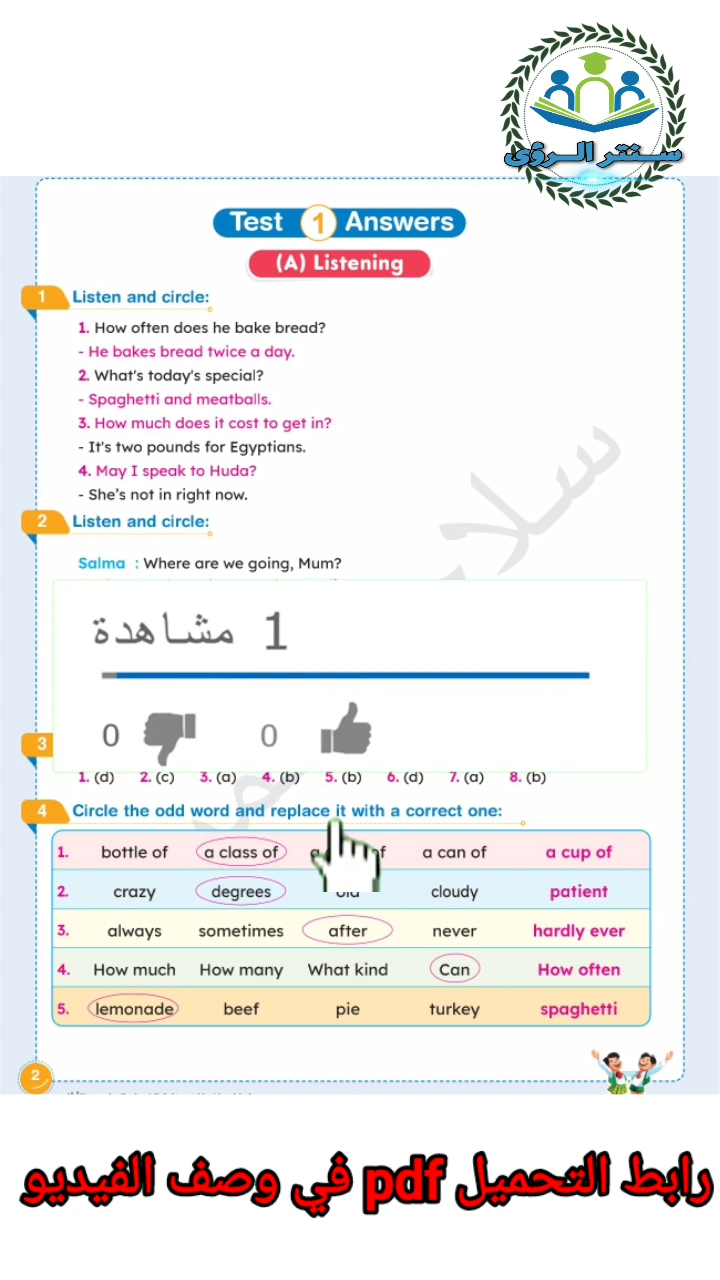 سنتر الرؤى
Test 1 Answers
(A) Listening
1 Listen and circle:
1. How often does he bake bread?
- He bakes bread twice a day.
2. What's today's special?
- Spaghetti and meatballs.
3. How much does it cost to get in?
- It's two pounds for Egyptians.
4. May I speak to Huda?
- She's not in right now.
2 Listen and circle:
Salma : Where are we going, Mum?
1 مشاهدة
0 0
3
1. (d) 2. (c) 3. (a) 4. (b) 5. (b) 6. (d) 7. (a) 8. (b)
4 Circle the odd word and replace it with a correct one:
1. bottle of a class of a can of a cup of
2. crazy degrees old cloudy patient
3. always sometimes after never hardly ever
4. How much How many What kind Can How often
5. lemonade beef pie turkey spaghetti
2
رابط التحميل pdf في وصف الفيديو